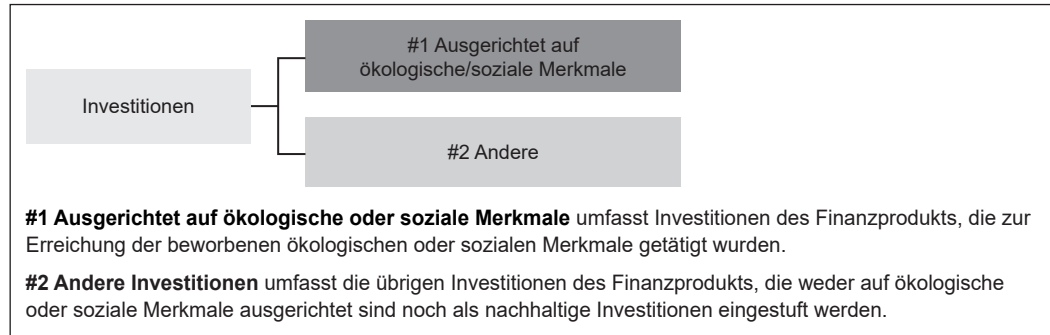 #1 Ausgerichtet auf
ökologische/soziale Merkmale
Investitionen
#2 Andere
#1 Ausgerichtet auf ökologische oder soziale Merkmale umfasst Investitionen des Finanzprodukts, die zur
Erreichung der beworbenen ökologischen oder sozialen Merkmale getätigt wurden.
#2 Andere Investitionen umfasst die übrigen Investitionen des Finanzprodukts, die weder auf ökologische
oder soziale Merkmale ausgerichtet sind noch als nachhaltige Investitionen eingestuft werden.